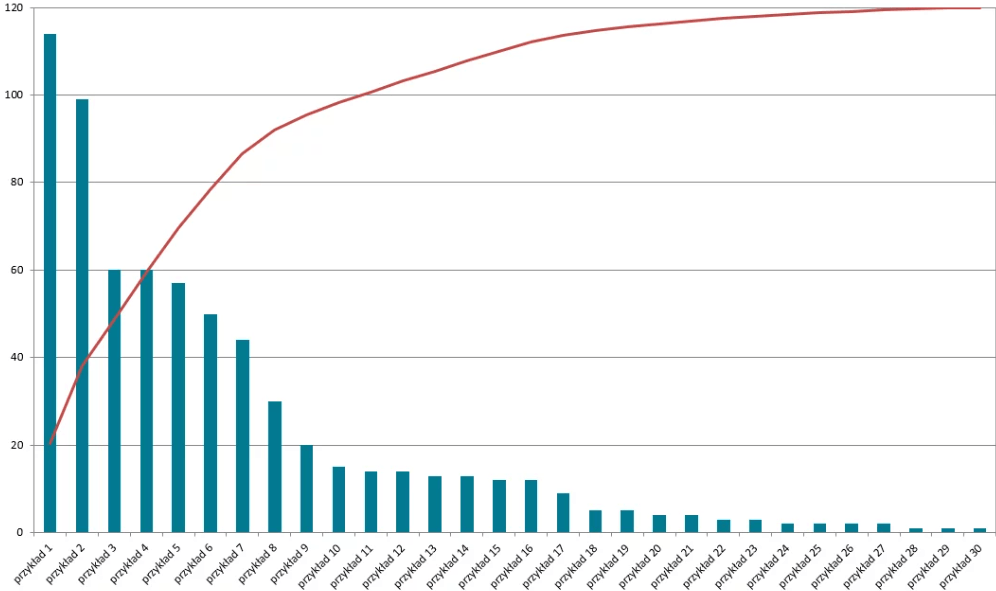 120
100
80
60
40
20
0
przykład 1
przykład 2
przykład 3
przykład 4
przykład 5
przykład 6
przykład 7
przykład 8
przykład 9
przykład 10
przykład 11
przykład 12
przykład 13
przykład 14
przykład 15
przykład 16
przykład 17
przykład 18
przykład 19
przykład 20
przykład 21
przykład 22
przykład 23
przykład 24
przykład 25
przykład 26
przykład 27
przykład 28
przykład 29
przykład 30